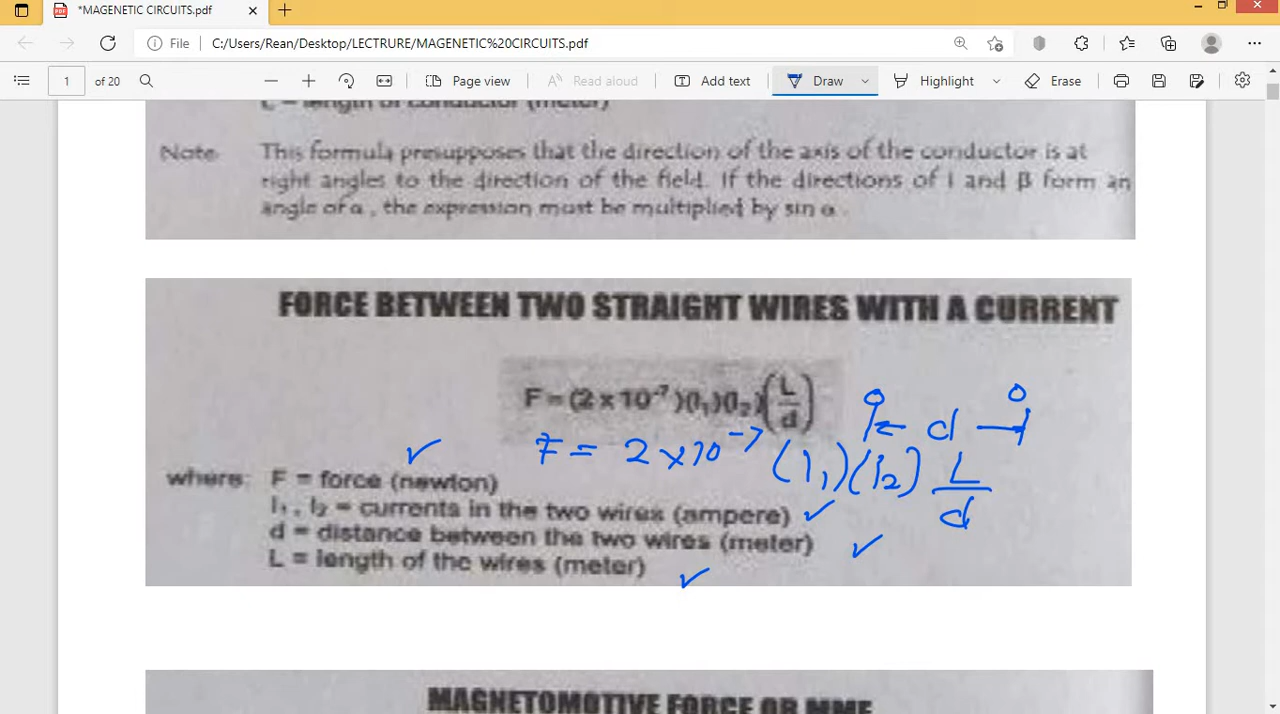 *MAGENETIC CIRCUITS.pdf
File C:/Users/Rean/Desktop/LECTRURE/MAGENETIC%20CIRCUITS.pdf
1 of 20 Page view Read aloud Add text Draw Highlight Erase
L = length of conductor (meter)
Note This formula presupposes that the direction of the axis of the conductor is at
right angles to the direction of the field. If the directions of I and β form an
angle of α , the expression must be multiplied by sin α .
FORCE BETWEEN TWO STRAIGHT WIRES WITH A CURRENT
F = (2 x 10⁻⁷ )(I₁)(I₂)(L/d)
d
F = 2 x 10⁻⁷ (I₁)(I₂) L/d
where: F = force (newton)
I₁ , I₂ = currents in the two wires (ampere)
d = distance between the two wires (meter)
L = length of the wires (meter)
MAGNETOMOTIVE FORCE OR MMF